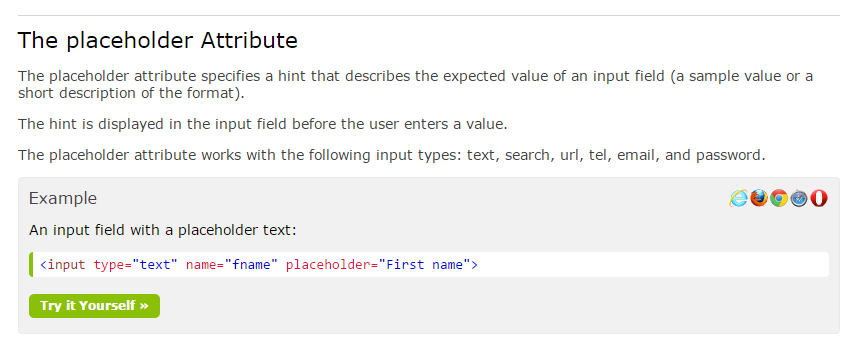 The placeholder Attribute
The placeholder attribute specifies a hint that describes the expected value of an input field (a sample value or a
short description of the format).
The hint is displayed in the input field before the user enters a value.
The placeholder attribute works with the following input types: text, search, url, tel, email, and password.
Example
An input field with a placeholder text:
<input type="text" name="fname" placeholder="First name">
Try it Yourself »